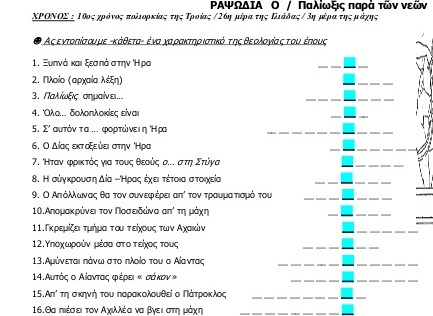 ΡΑΨΩΔΙΑ Ο / Παλίωξις παρά τῶν νεῶν
ΧΡΟΝΟΣ : 10ος χρόνος πολιορκίας της Τροίας / 26η μέρα της Ιλιάδας / 3η μέρα της μάχης
☻ Ας εντοπίσουμε -κάθετα- ένα χαρακτηριστικό της θεολογίας του έπους
1. Ξυπνά και ξεσπά στην Ήρα
2. Πλοίο (αρχαία λέξη)
3. Παλίωξις σημαίνει...
4. Όλο... δολοπλοκίες είναι
5. Σ' αυτόν τα ... φορτώνει η Ήρα
6. Ο Δίας εκτοξεύει στην Ήρα
7. Ήταν φρικτός για τους θεούς ο... στη Στύγα
8. Η σύγκρουση Δία –Ήρας έχει τέτοια στοιχεία
9. Ο Απόλλωνας θα τον συνεφέρει απ' τον τραυματισμό του
10.Απομακρύνει τον Ποσειδώνα απ' τη μάχη
11.Γκρεμίζει τμήμα του τείχους των Αχαιών
12.Υποχωρούν μέσα στο τείχος τους
13.Αμύνεται πάνω στο πλοίο του ο Αίαντας
14.Αυτός ο Αίαντας φέρει « σάκον »
15.Απ' τη σκηνή του παρακολουθεί ο Πάτροκλος
16.Θα πιέσει τον Αχιλλέα να βγει στη μάχη